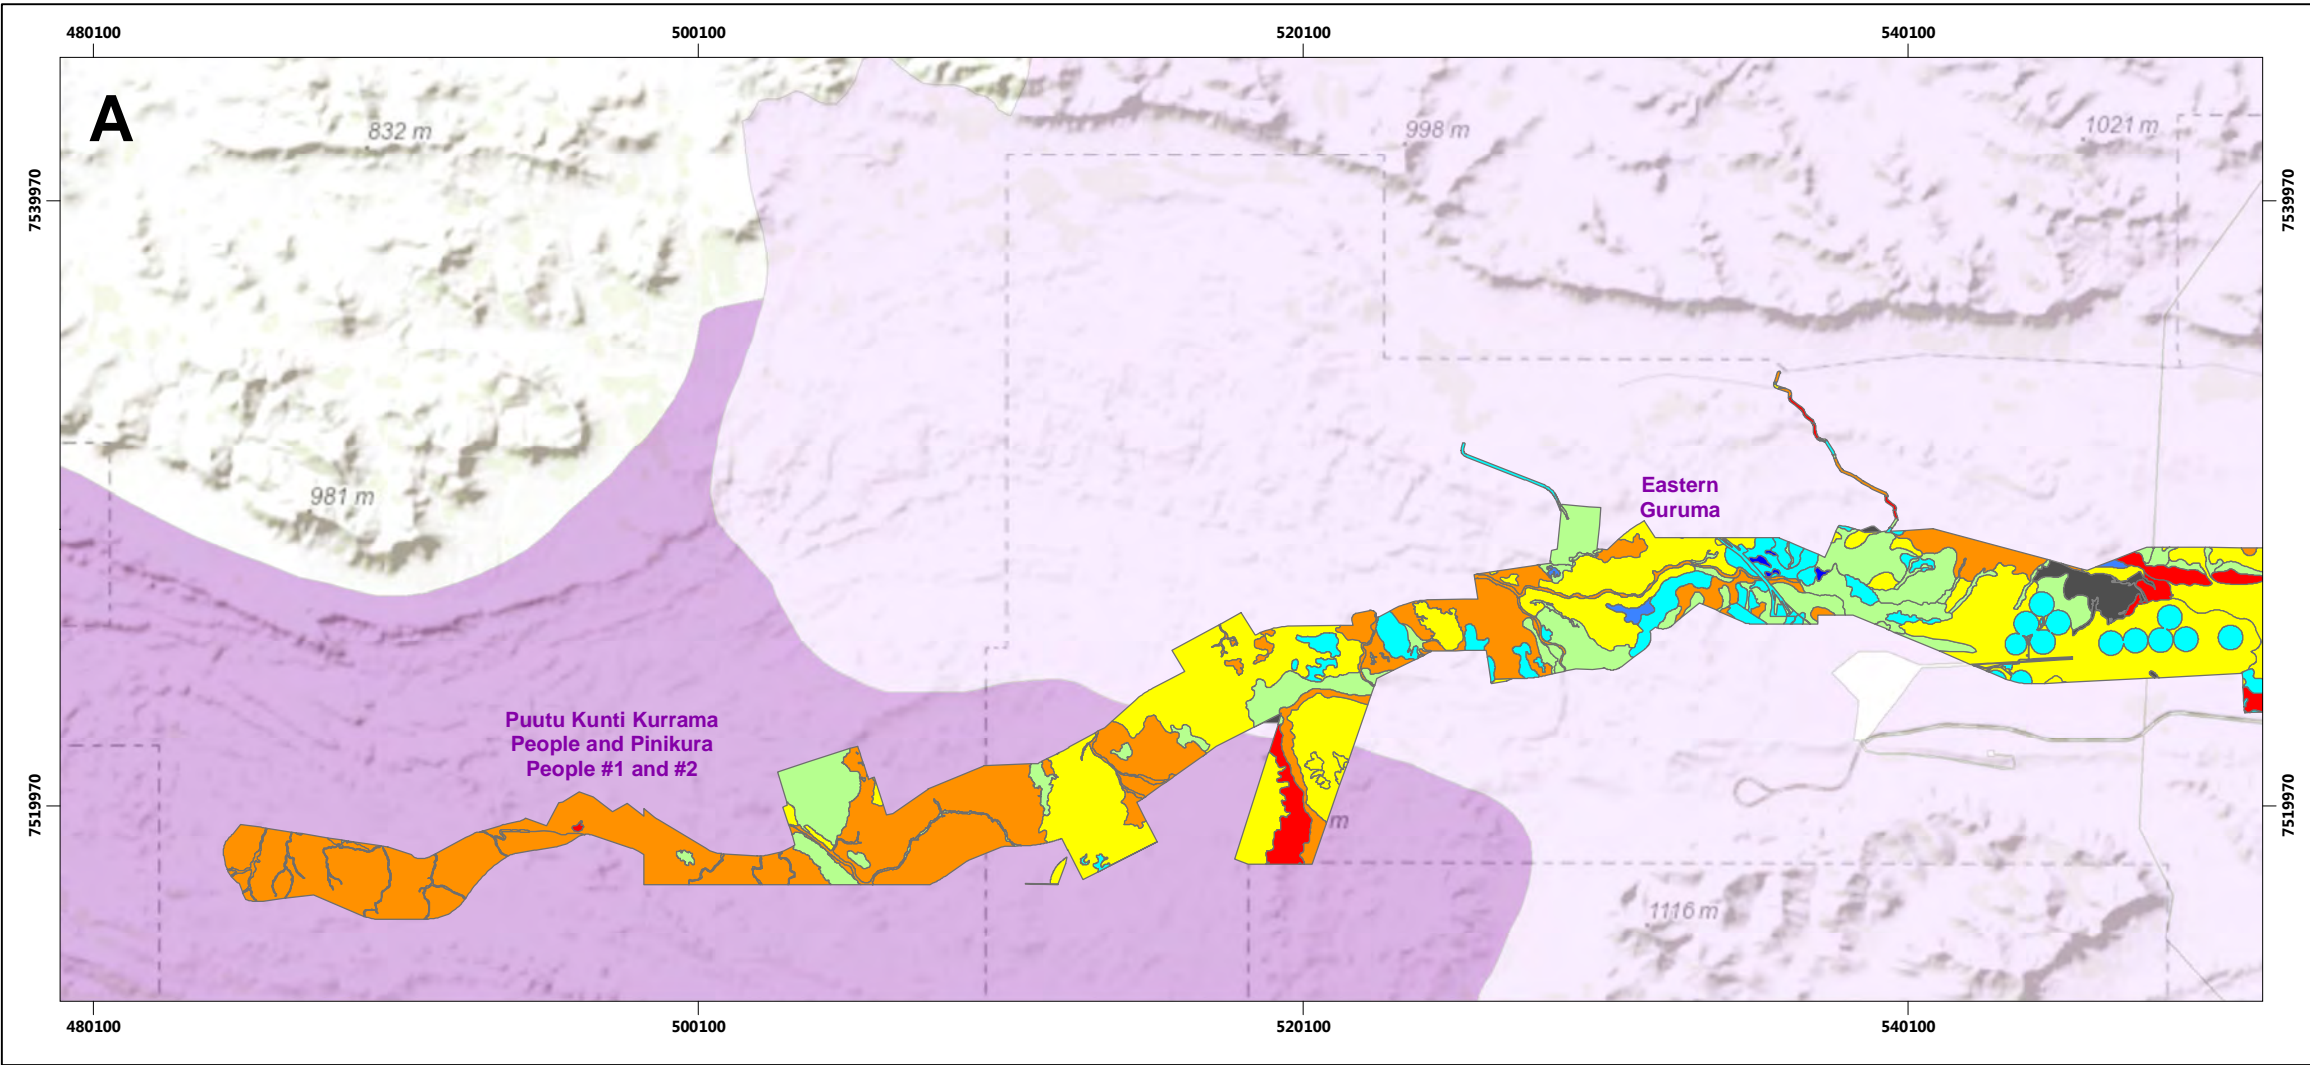 480100 500100 520100 540100
A
832 m
998 m
1021 m
7539970
7539970
981 m
Eastern
Guruma
Puutu Kunti Kurrama
People and Pinikura
People #1 and #2
7519970
7519970
m
1116 m
480100 500100 520100 540100